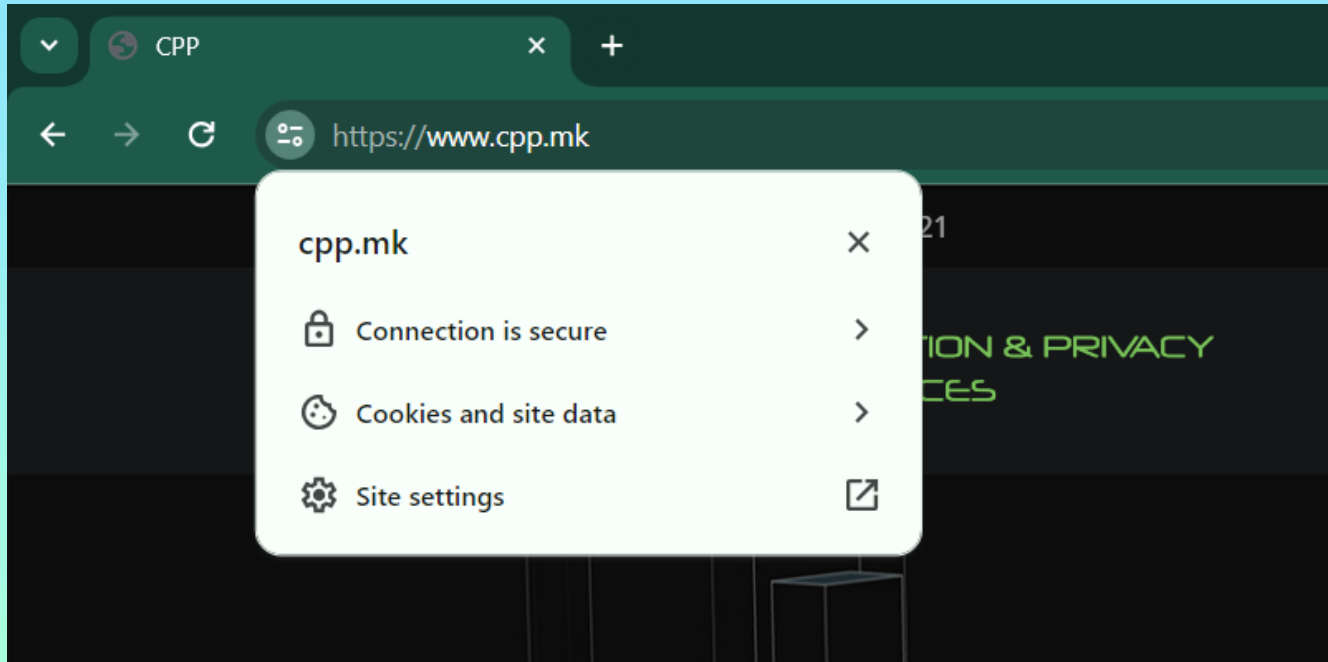 CPP
https://www.cpp.mk
21
cpp.mk
Connection is secure
ION & PRIVACY
CES
Cookies and site data
Site settings